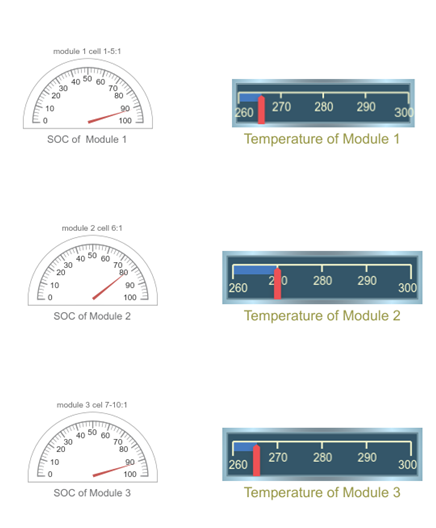 module 1 cell 1-5:1
0 10 20 30 40 50 60 70 80 90 100
SOC of Module 1
260 270 280 290 300
Temperature of Module 1
module 2 cell 6:1
0 10 20 30 40 50 60 70 80 90 100
SOC of Module 2
260 280 290 300
Temperature of Module 2
module 3 cel 7-10:1
0 10 20 30 40 50 60 70 80 90 100
SOC of Module 3
260 270 280 290 300
Temperature of Module 3